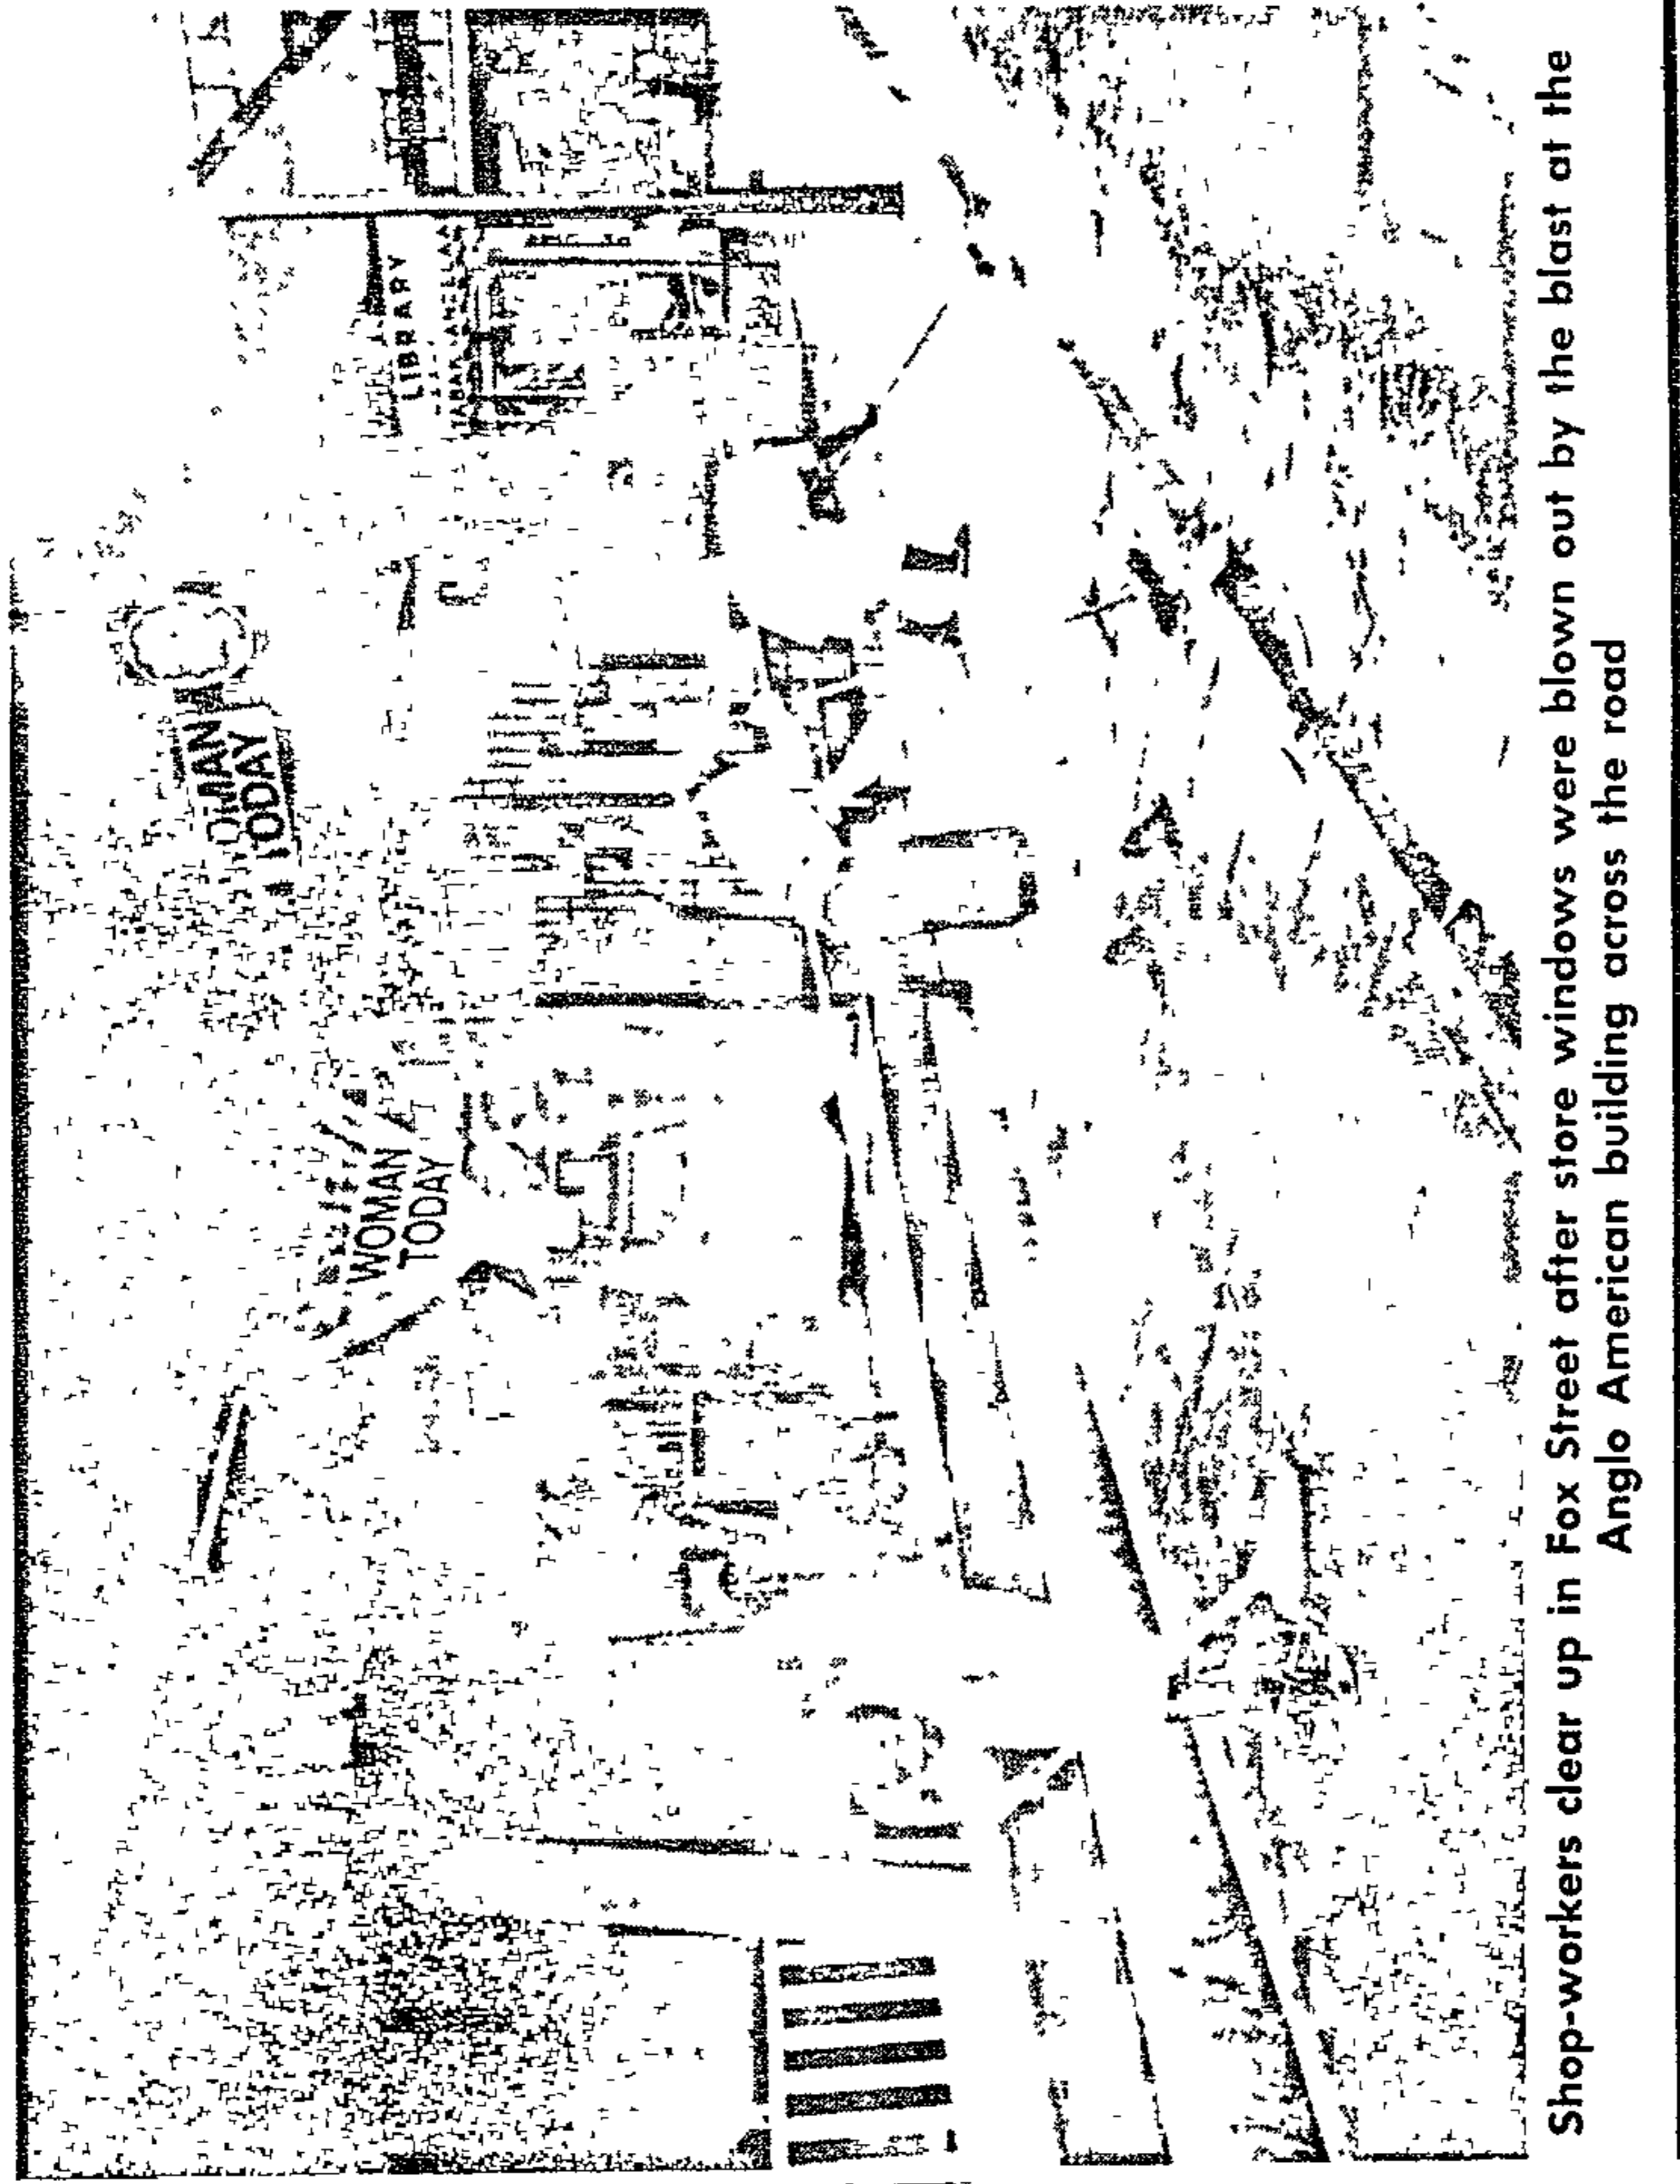 WOMAN
TODAY
OMAN
TODAY
LIBRARY
Shop-workers clear up in Fox Street after store windows were blown out by the blast at the
Anglo American building across the road